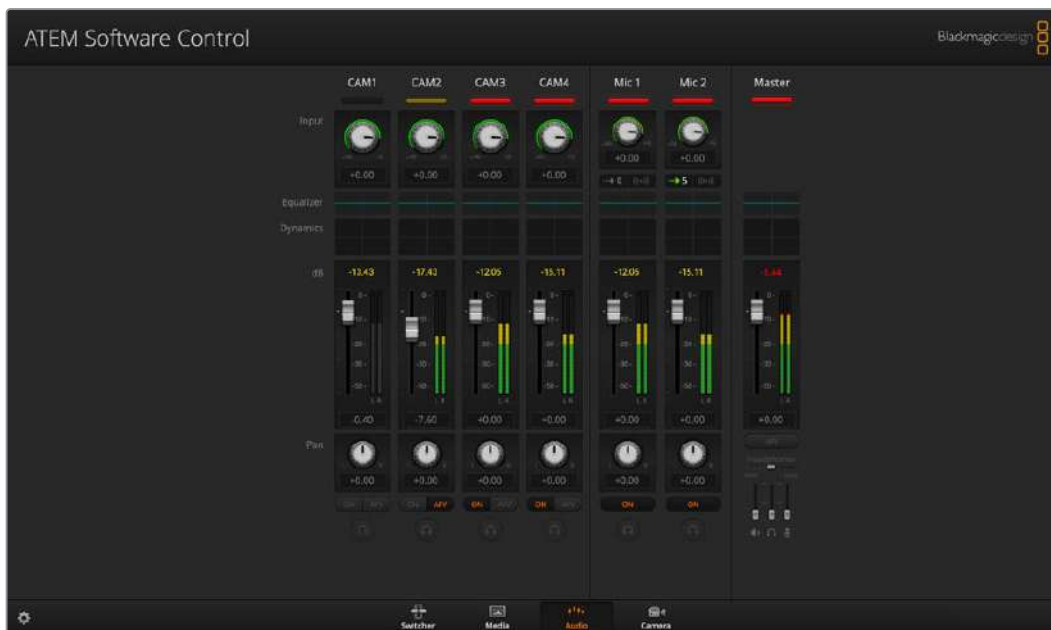 ATEM Software Control
Blackmagicdesign
CAM1 CAM2 CAM3 CAM4 Mic 1 Mic 2 Master
Input
+0.00 +0.00 +0.00 +0.00 +0.00 +0.00
Equalizer
Dynamics
dB -13.43 -17.43 -12.05 -15.11 -12.05 -15.11
L R L R L R L R L R L R L R
-0.40 -7.60 +0.00 +0.00 +0.00 +0.00 +0.00
Pan
+0.00 +0.00 +0.00 +0.00 +0.00 +0.00
ON AFV ON AFV ON AFV ON AFV ON ON
Switcher Media Audio Camera